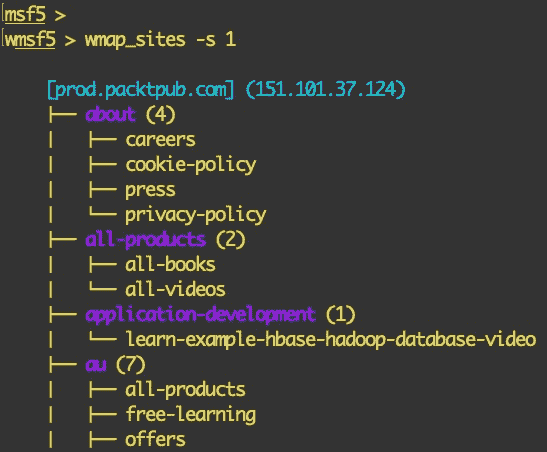 msf5 >
wmsf5 > wmap_sites -s 1
[prod.packtpub.com] (151.101.37.124)
├── about (4)
│   ├── careers
│   ├── cookie-policy
│   ├── press
│   └── privacy-policy
├── all-products (2)
│   ├── all-books
│   └── all-videos
├── application-development (1)
│   └── learn-example-hbase-hadoop-database-video
├── au (7)
│   ├── all-products
│   ├── free-learning
│   ├── offers